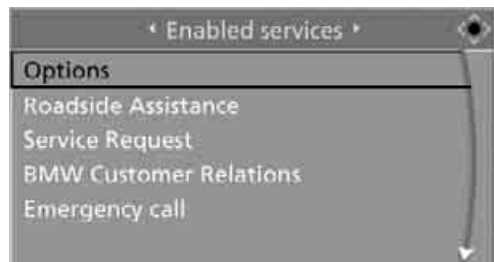 Enabled services
Options
Roadside Assistance
Service Request
BMW Customer Relations
Emergency call